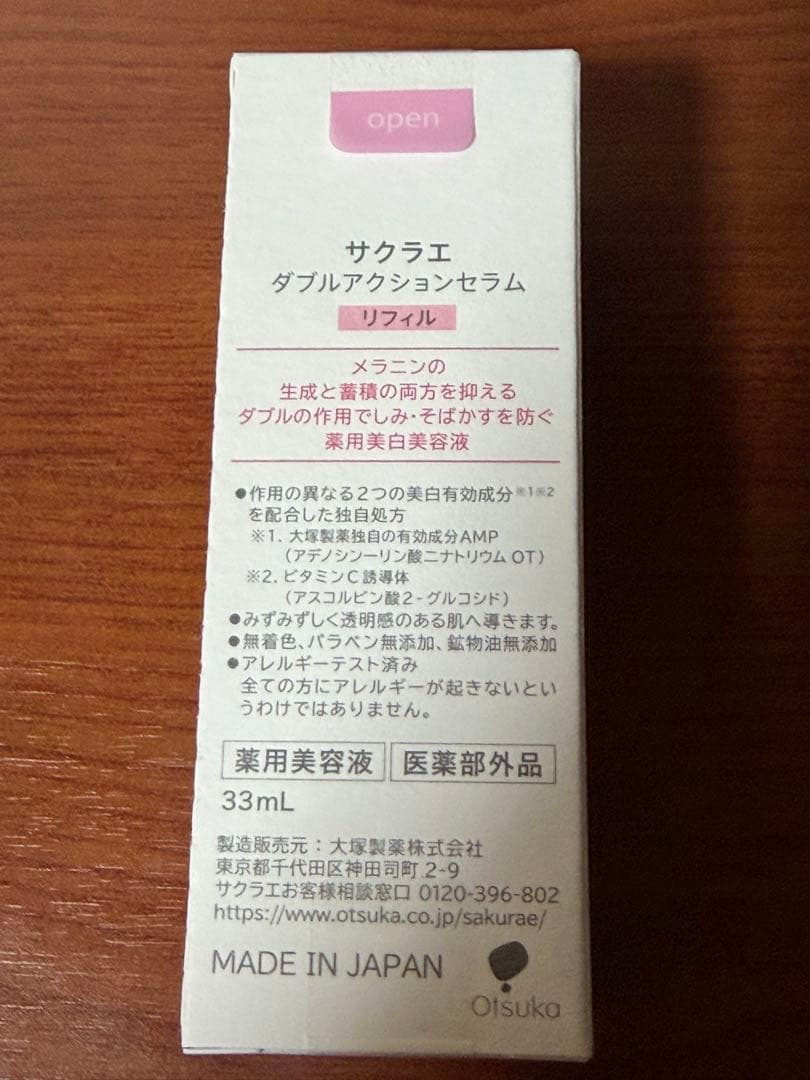 open
サクラエ
ダブルアクションセラム
リフィル
メラニンの
生成と蓄積の両方を抑える
ダブルの作用でしみ・そばかすを防ぐ
薬用美白美容液
●作用の異なる2つの美白有効成分※1※2
を配合した独自処方
※1. 大塚製薬独自の有効成分AMP
(アデノシン一リン酸二ナトリウム OT)
※2. ビタミンC誘導体
(アスコルビン酸2-グルコシド)
●みずみずしく透明感のある肌へ導きます。
●無着色、パラベン無添加、鉱物油無添加
●アレルギーテスト済み
全ての方にアレルギーが起きないとい
うわけではありません。
薬用美容液 医薬部外品
33mL
製造販売元:大塚製薬株式会社
東京都千代田区神田司町 2-9
サクラエお客様相談窓口 0120-396-802
https://www.otsuka.co.jp/sakurae/
MADE IN JAPAN
Otsuka